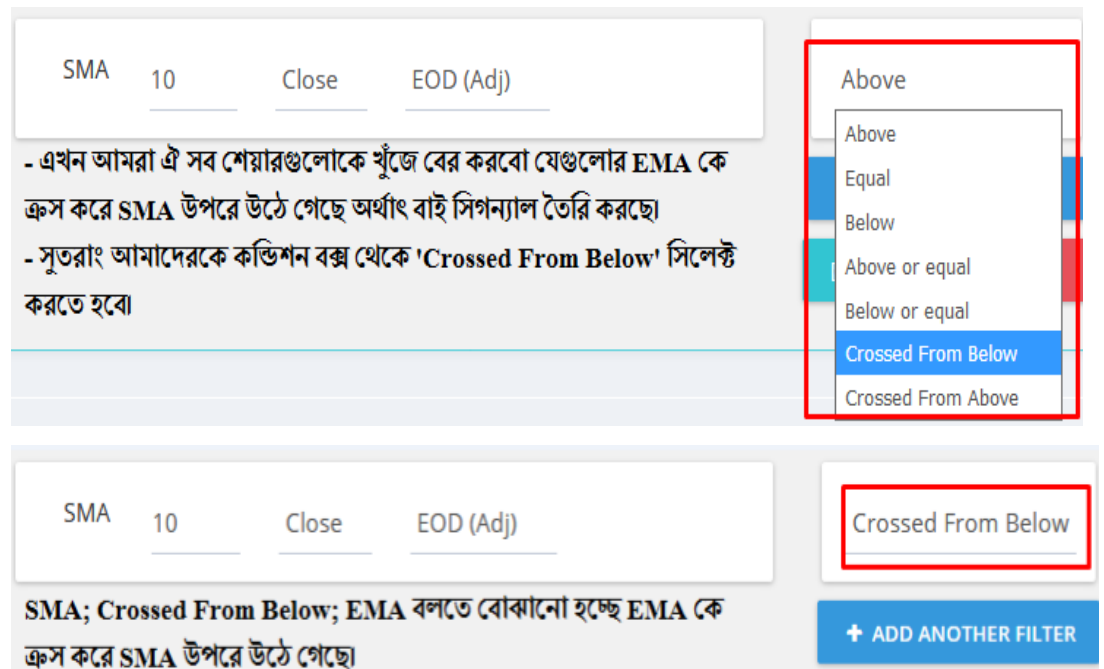 SMA 10 Close EOD (Adj) Above
Above
- এখন আমরা ঐ সব শেয়ারগুলোকে খুঁজে বের করবো যেগুলোর EMA কে
Equal
ক্রস করে SMA উপরে উঠে গেছে অর্থাৎ বাই সিগন্যাল তৈরি করছে।
Below
- সুতরাং আমাদেরকে কন্ডিশন বক্স থেকে 'Crossed From Below' সিলেক্ট
Above or equal
করতে হবে।
Below or equal
Crossed From Below
Crossed From Above
SMA 10 Close EOD (Adj) Crossed From Below
SMA; Crossed From Below; EMA বলতে বোঝানো হচ্ছে EMA কে
+ ADD ANOTHER FILTER
ক্রস করে SMA উপরে উঠে গেছে।